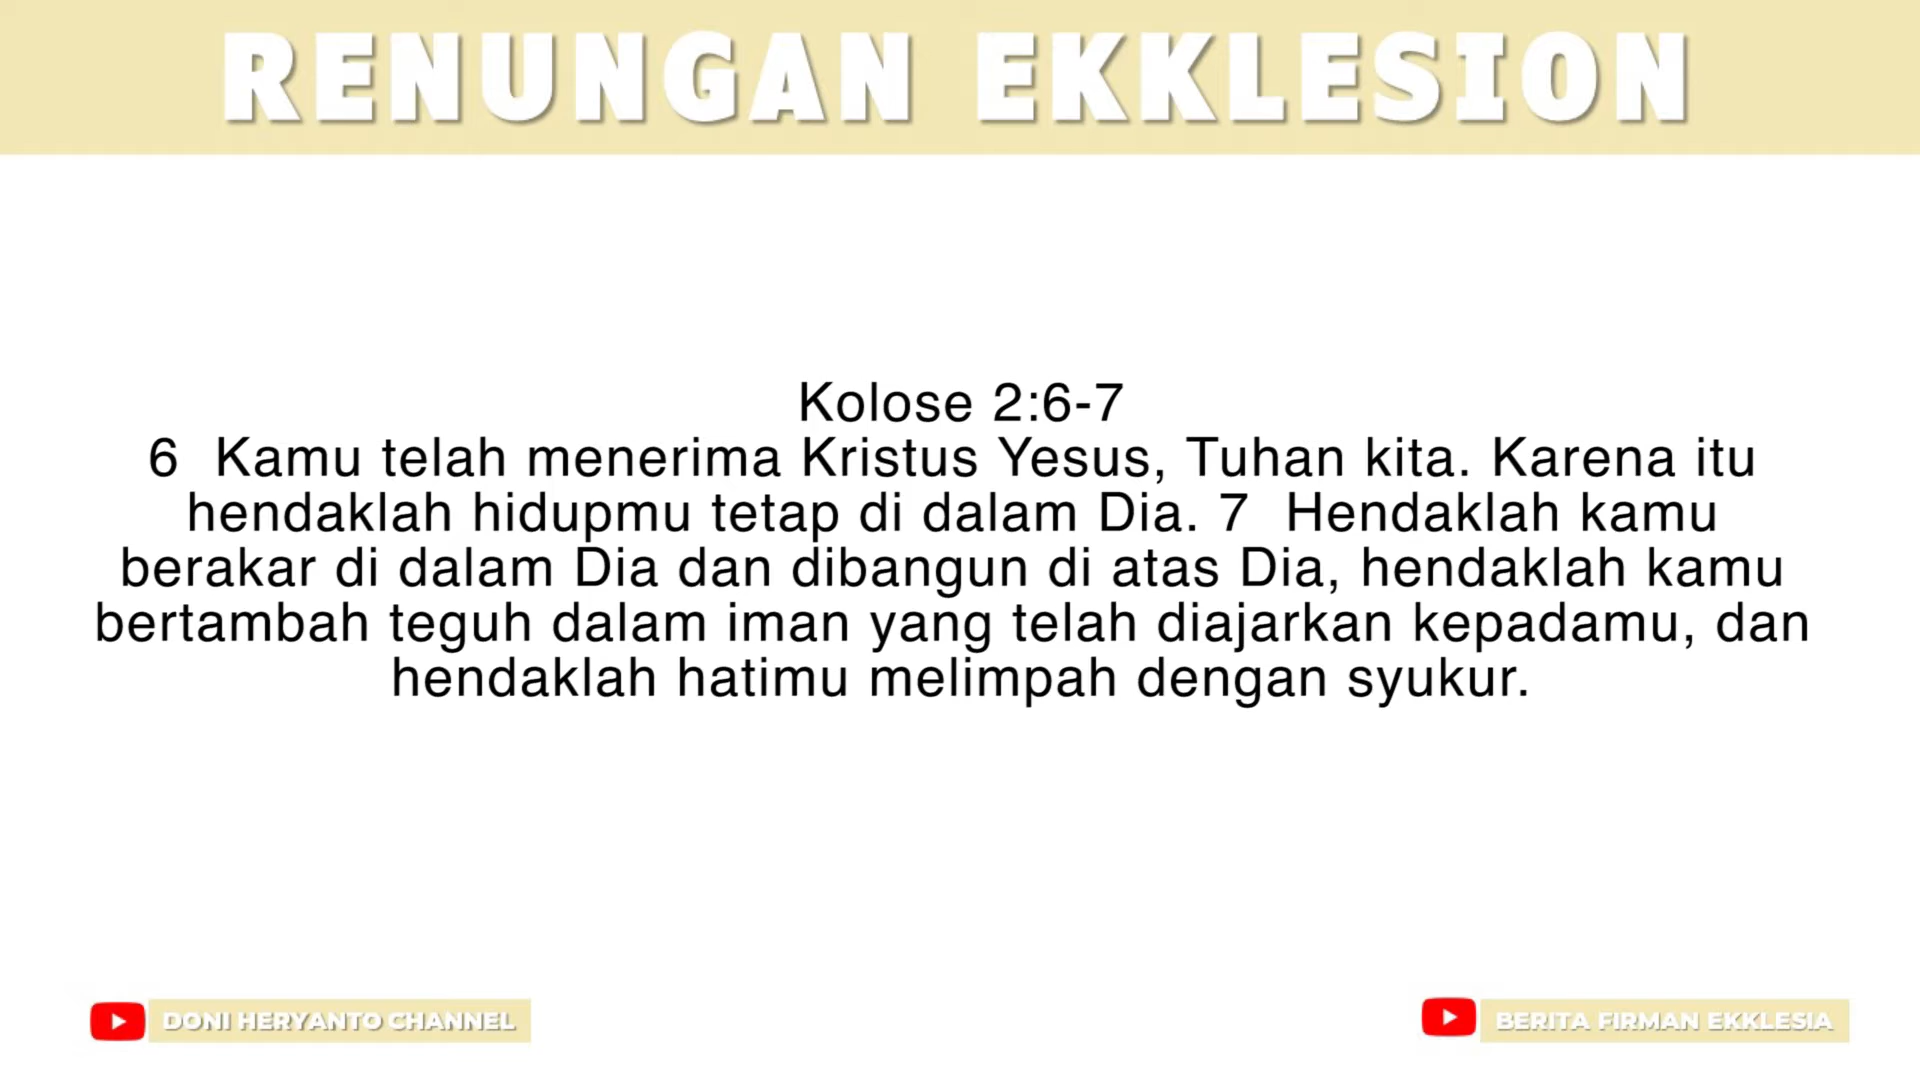 RENUNGAN EKKLESION
Kolose 2:6-7
6  Kamu telah menerima Kristus Yesus, Tuhan kita. Karena itu
hendaklah hidupmu tetap di dalam Dia. 7  Hendaklah kamu
berakar di dalam Dia dan dibangun di atas Dia, hendaklah kamu
bertambah teguh dalam iman yang telah diajarkan kepadamu, dan
hendaklah hatimu melimpah dengan syukur.
DONI HERYANTO CHANNEL
BERITA FIRMAN EKKLESIA